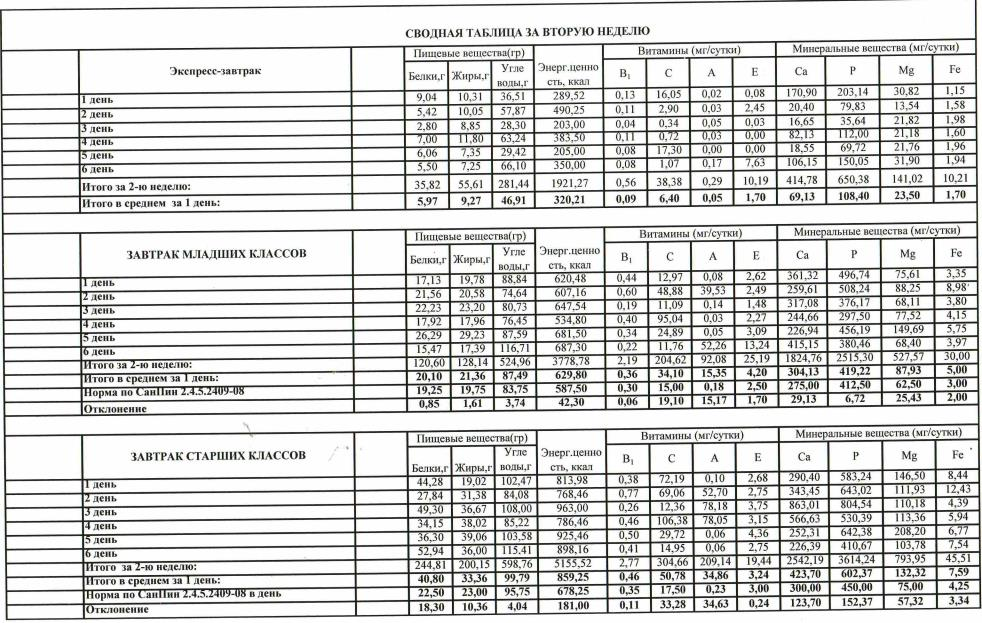 СВОДНАЯ ТАБЛИЦА ЗА ВТОРУЮ НЕДЕЛЮ
Экспресс-завтрак Пищевые вещества(гр) Энерг.ценность, ккал Витамины (мг/сутки) Минеральные вещества (мг/сутки)
Белки,г Жиры,г Углеводы,г B1 C A E Ca P Mg Fe
1 день 9,04 10,31 36,51 289,52 0,13 16,05 0,02 0,08 170,90 203,14 30,82 1,15
2 день 5,42 10,05 57,87 490,25 0,11 2,90 0,03 2,45 20,40 79,83 13,54 1,58
3 день 2,80 8,85 28,30 203,00 0,04 0,34 0,05 0,03 16,65 35,64 21,82 1,98
4 день 7,00 11,80 63,24 383,50 0,11 0,72 0,03 0,00 82,13 112,00 21,18 1,60
5 день 6,06 7,35 29,42 205,00 0,08 17,30 0,00 0,00 18,55 69,72 21,76 1,96
6 день 5,50 7,25 66,10 350,00 0,08 1,07 0,17 7,63 106,15 150,05 31,90 1,94
Итого за 2-ю неделю: 35,82 55,61 281,44 1921,27 0,56 38,38 0,29 10,19 414,78 650,38 141,02 10,21
Итого в среднем за 1 день: 5,97 9,27 46,91 320,21 0,09 6,40 0,05 1,70 69,13 108,40 23,50 1,70
ЗАВТРАК МЛАДШИХ КЛАССОВ Пищевые вещества(гр) Энерг.ценность, ккал Витамины (мг/сутки) Минеральные вещества (мг/сутки)
Белки,г Жиры,г Углеводы,г B1 C A E Ca P Mg Fe
1 день 17,13 19,78 88,84 620,48 0,44 12,97 0,08 2,62 361,32 496,74 75,61 3,35
2 день 21,56 20,58 74,64 607,16 0,60 48,88 39,53 2,49 259,61 508,24 88,25 8,98
3 день 22,23 23,20 80,73 647,54 0,19 11,09 0,14 1,48 317,08 376,17 68,11 3,80
4 день 17,92 17,96 76,45 534,80 0,40 95,04 0,03 2,27 244,66 297,50 77,52 4,15
5 день 26,29 29,23 87,59 681,50 0,34 24,89 0,05 3,09 226,94 456,19 149,69 5,75
6 день 15,47 17,39 116,71 687,30 0,22 11,76 52,26 13,24 415,15 380,46 68,40 3,97
Итого за 2-ю неделю: 120,60 128,14 524,96 3778,78 2,19 204,62 92,08 25,19 1824,76 2515,30 527,57 30,00
Итого в среднем за 1 день: 20,10 21,36 87,49 629,80 0,36 34,10 15,35 4,20 304,13 419,22 87,93 5,00
Норма по СанПин 2.4.5.2409-08 19,25 19,75 83,75 587,50 0,30 15,00 0,18 2,50 275,00 412,50 62,50 3,00
Отклонение 0,85 1,61 3,74 42,30 0,06 19,10 15,17 1,70 29,13 6,72 25,43 2,00
ЗАВТРАК СТАРШИХ КЛАССОВ Пищевые вещества(гр) Энерг.ценность, ккал Витамины (мг/сутки) Минеральные вещества (мг/сутки)
Белки,г Жиры,г Углеводы,г B1 C A E Ca P Mg Fe
1 день 44,28 19,02 102,47 813,98 0,38 72,19 0,10 2,68 290,40 583,24 146,50 8,44
2 день 27,84 31,38 84,08 768,46 0,77 69,06 52,70 2,75 343,45 643,02 111,93 12,43
3 день 49,30 36,67 108,00 963,00 0,26 12,36 78,18 3,75 863,01 804,54 110,18 4,39
4 день 34,15 38,02 85,22 786,46 0,46 106,38 78,05 3,15 566,63 530,39 113,36 5,94
5 день 36,30 39,06 103,58 925,46 0,50 29,72 0,06 4,36 252,31 642,38 208,20 6,77
6 день 52,94 36,00 115,41 898,16 0,41 14,95 0,06 2,75 226,39 410,67 103,78 7,54
Итого за 2-ю неделю: 244,81 200,15 598,76 5155,52 2,77 304,66 209,14 19,44 2542,19 3614,24 793,95 45,51
Итого в среднем за 1 день: 40,80 33,36 99,79 859,25 0,46 50,78 34,86 3,24 423,70 602,37 132,32 7,59
Норма по СанПин 2.4.5.2409-08 в день 22,50 23,00 95,75 678,25 0,35 17,50 0,23 3,00 300,00 450,00 75,00 4,25
Отклонение 18,30 10,36 4,04 181,00 0,11 33,28 34,63 0,24 123,70 152,37 57,32 3,34